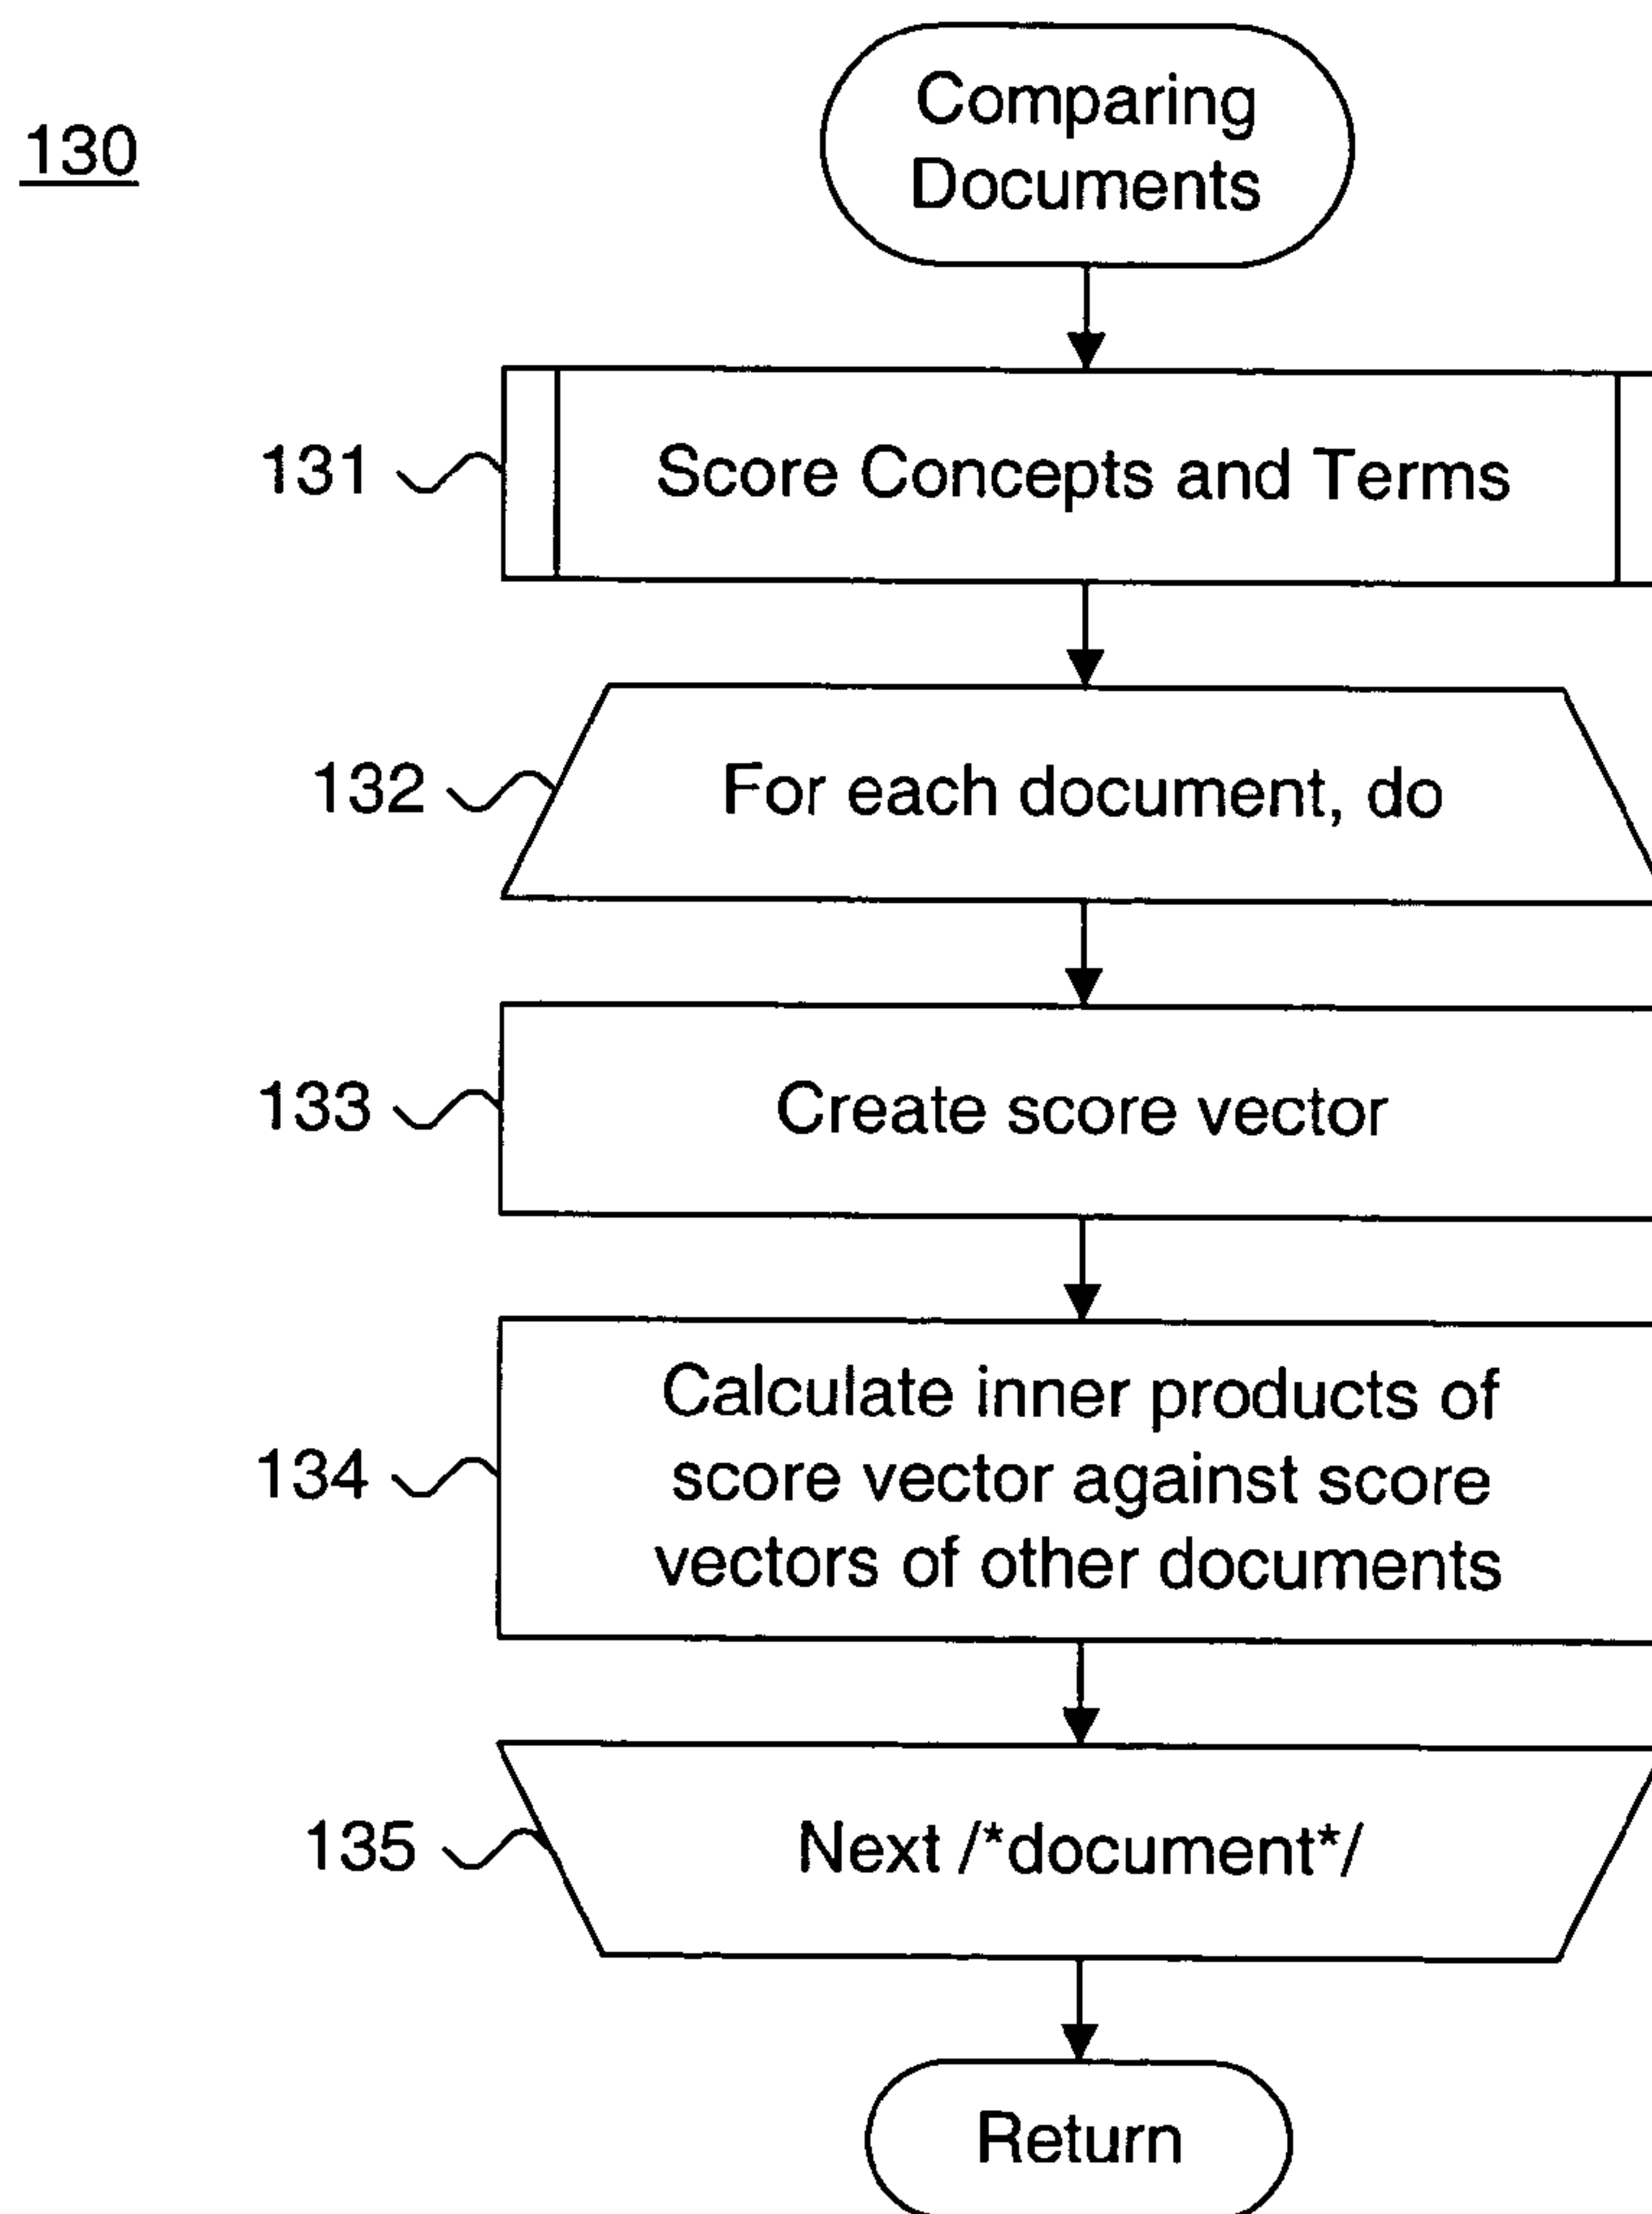 130
Comparing
Documents
131
Score Concepts and Terms
132
For each document, do
133
Create score vector
134
Calculate inner products of
score vector against score
vectors of other documents
135
Next /*document*/
Return